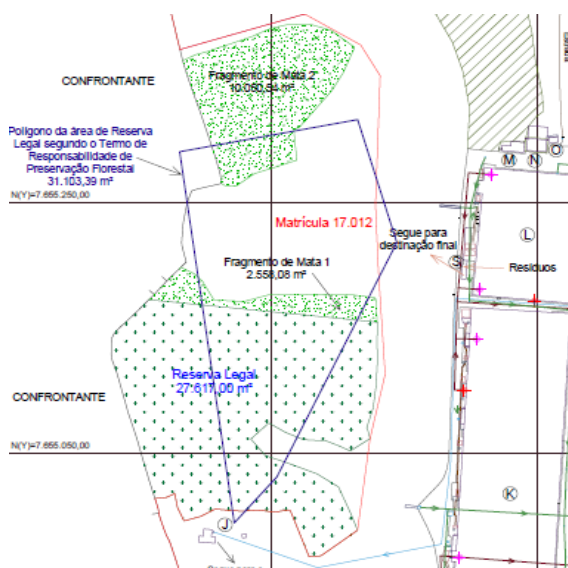 CONFRONTANTE
Fragmento de Mata 2
10.050,54 m²
Polígono da área de Reserva
Legal segundo o Termo de
Responsabilidade de
Preservação Florestal
31.103,39 m²
N(Y)=7.655.250,00
M
N
O
L
Matrícula 17.012
Segue para
destinação final
S
Resíduos
Fragmento de Mata 1
2.558,08 m²
Reserva Legal
27.617,00 m²
CONFRONTANTE
N(Y)=7.655.050,00
K
J